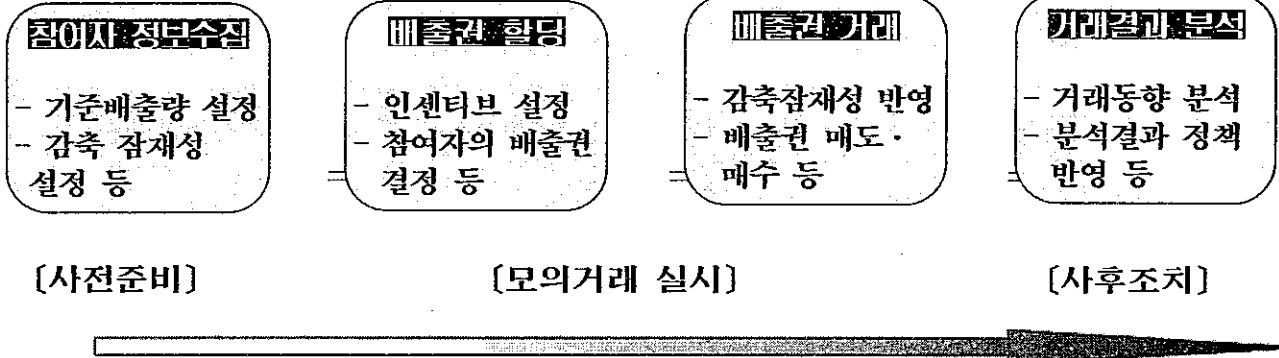 참여자 정보수집
- 기준배출량 설정
- 감축 잠재성
설정 등
배출권 할당
- 인센티브 설정
- 참여자의 배출권
결정 등
배출권 거래
- 감축잠재성 반영
- 배출권 매도·
매수 등
거래결과 분석
- 거래동향 분석
- 분석결과 정책
반영 등
[사전준비]
[모의거래 실시]
[사후조치]